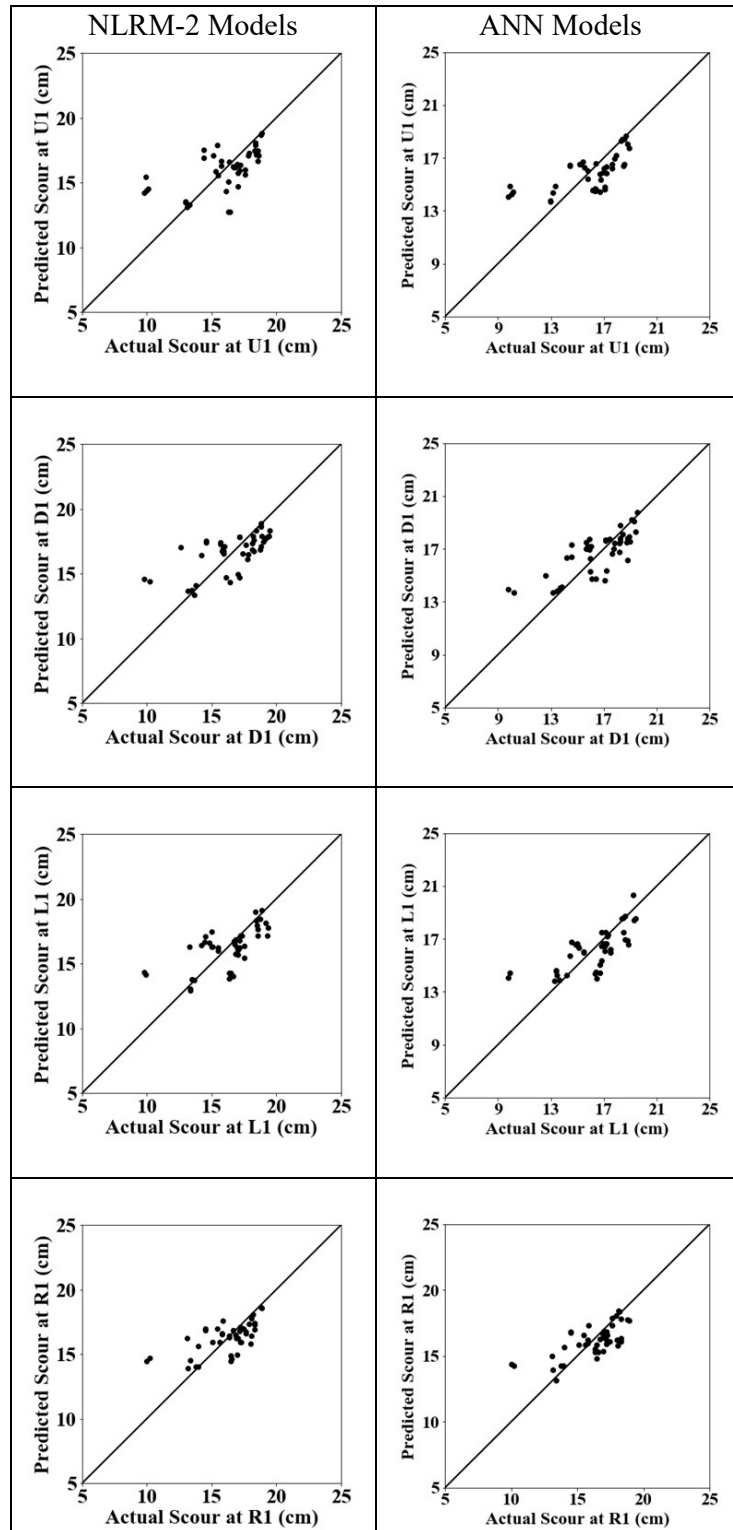 NLRM-2 Models
ANN Models
25
20
15
10
5
5 10 15 20 25
Predicted Scour at U1 (cm)
Actual Scour at U1 (cm)
25
21
17
13
9
5
5 9 13 17 21 25
Predicted Scour at U1 (cm)
Actual Scour at U1 (cm)
25
20
15
10
5
5 10 15 20 25
Predicted Scour at D1 (cm)
Actual Scour at D1 (cm)
25
21
17
13
9
5
5 9 13 17 21 25
Predicted Scour at D1 (cm)
Actual Scour at D1 (cm)
25
20
15
10
5
5 10 15 20 25
Predicted Scour at L1 (cm)
Actual Scour at L1 (cm)
25
21
17
13
9
5
5 9 13 17 21 25
Predicted Scour at L1 (cm)
Actual Scour at L1 (cm)
25
20
15
10
5
5 10 15 20 25
Predicted Scour at R1 (cm)
Actual Scour at R1 (cm)
25
20
15
10
5
5 10 15 20 25
Predicted Scour at R1 (cm)
Actual Scour at R1 (cm)